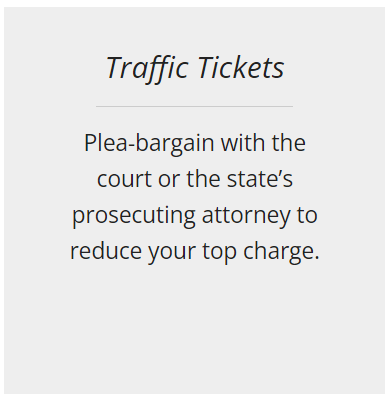 Traffic Tickets
Plea-bargain with the
court or the state’s
prosecuting attorney to
reduce your top charge.